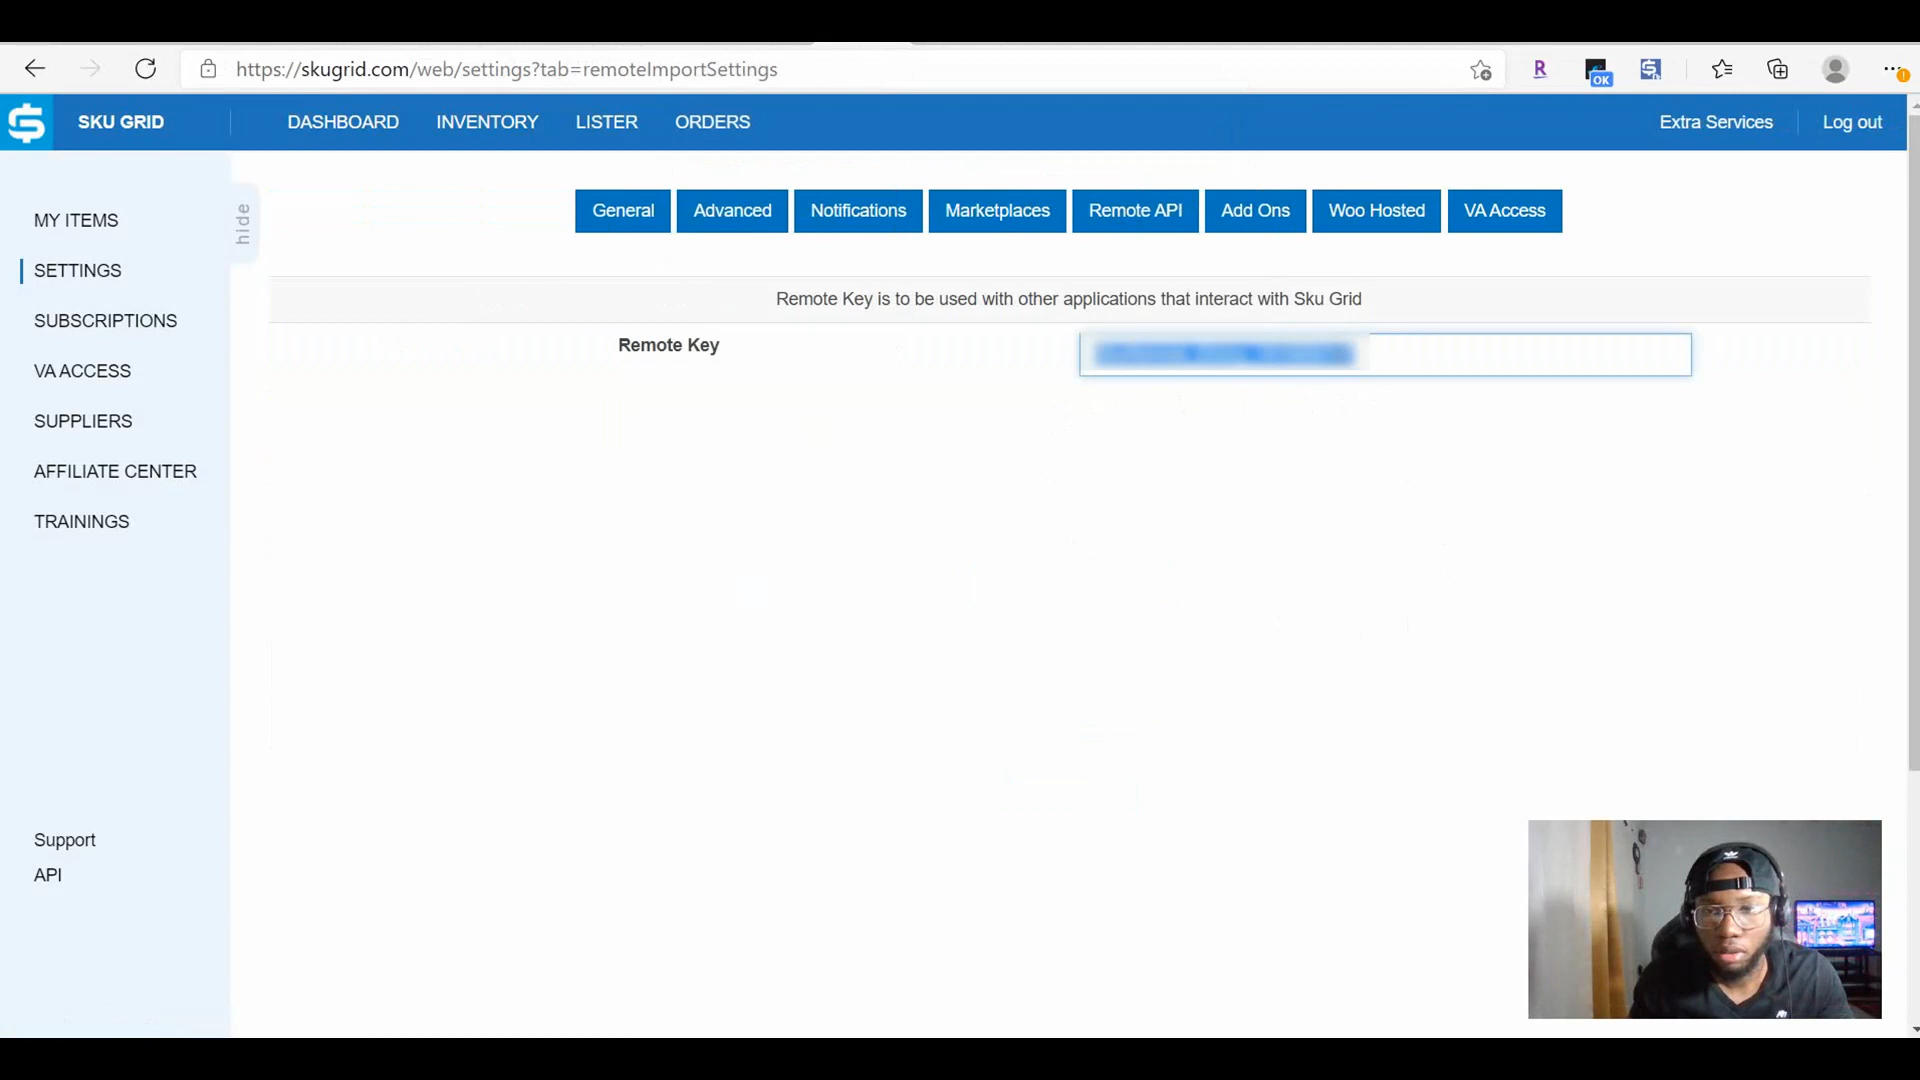 https://skugrid.com/web/settings?tab=remoteImportSettings
R
OK
SKU GRID
DASHBOARD
INVENTORY
LISTER
ORDERS
Extra Services
Log out
MY ITEMS
SETTINGS
SUBSCRIPTIONS
VA ACCESS
SUPPLIERS
AFFILIATE CENTER
TRAININGS
Support
API
hide
General
Advanced
Notifications
Marketplaces
Remote API
Add Ons
Woo Hosted
VA Access
Remote Key is to be used with other applications that interact with Sku Grid
Remote Key